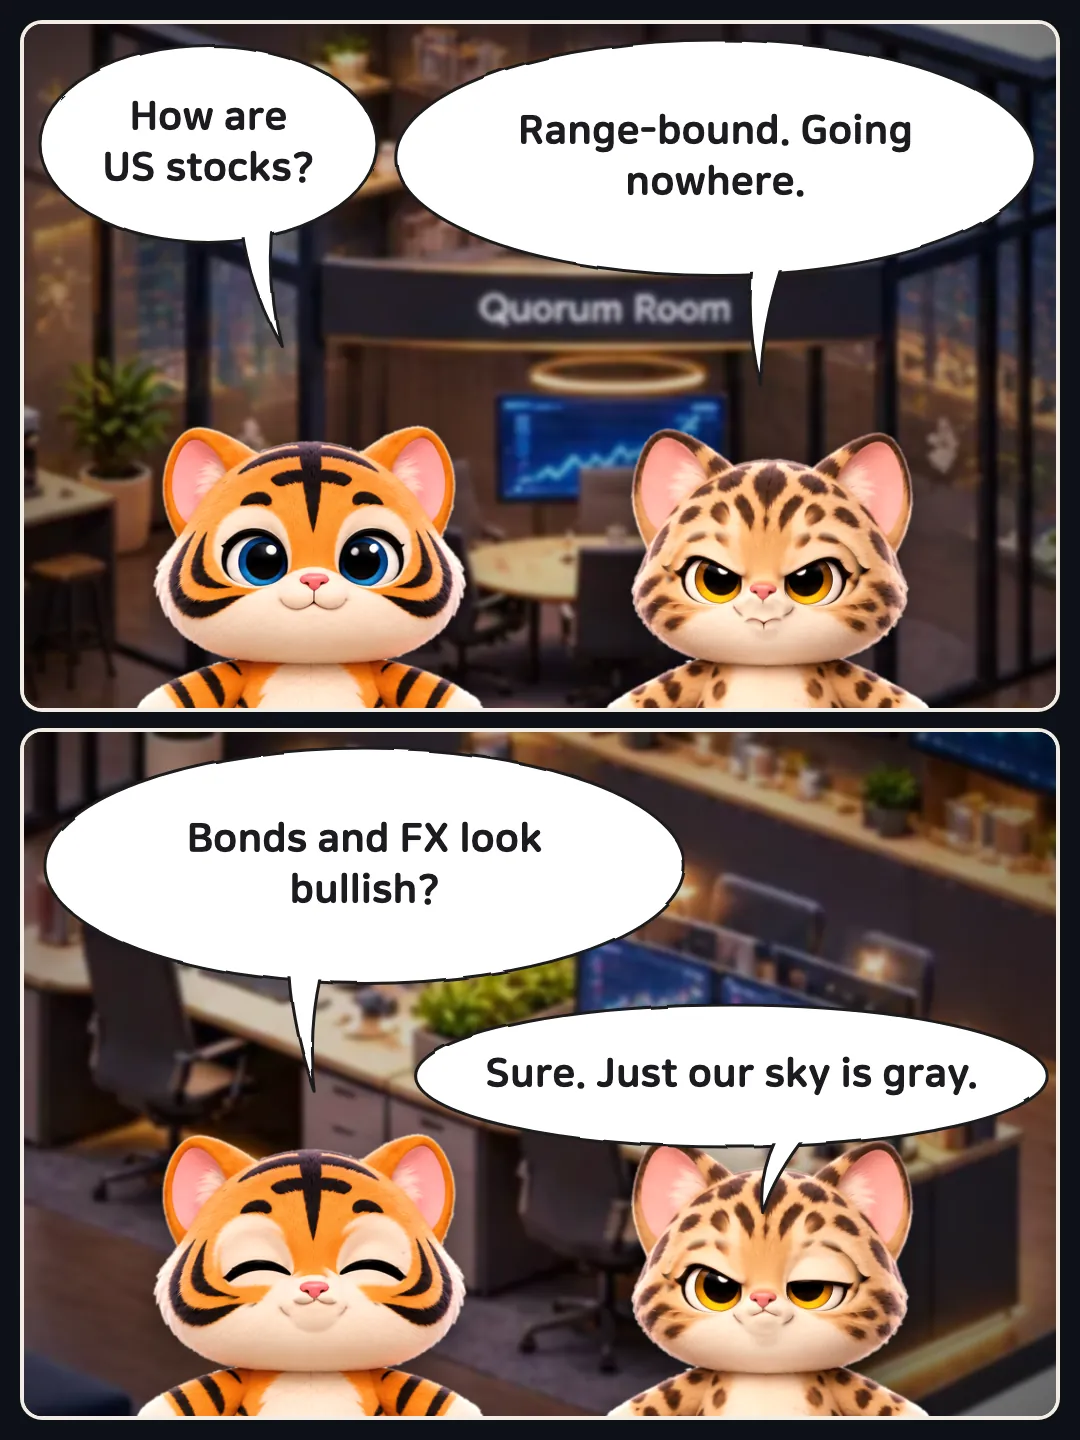 How are
US stocks?
Range-bound. Going
nowhere.
Quorum Room
Bonds and FX look
bullish?
Sure. Just our sky is gray.